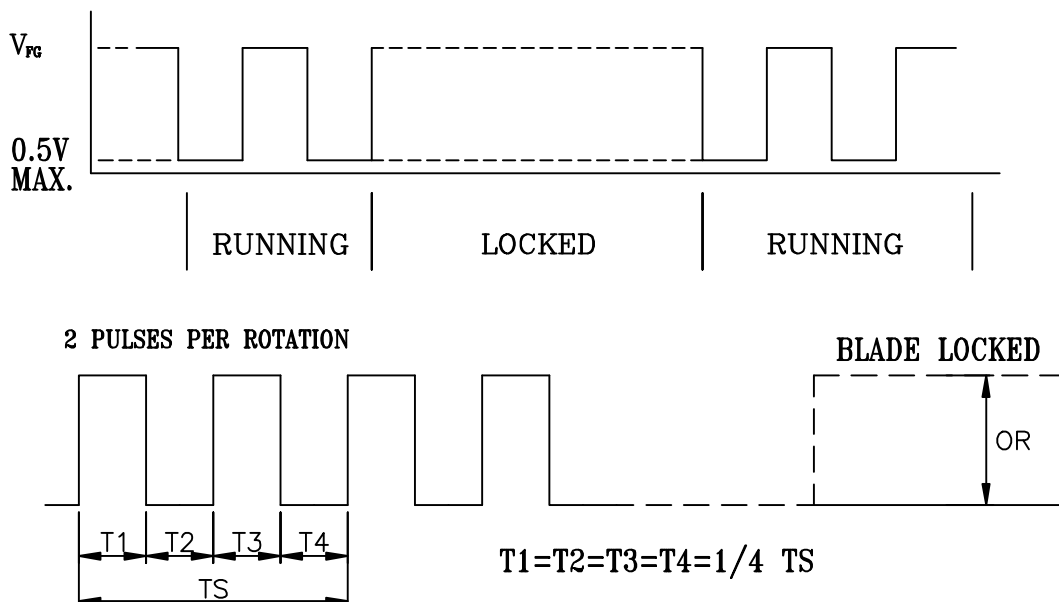 V_FG
0.5V
MAX.
RUNNING
LOCKED
RUNNING
2 PULSES PER ROTATION
BLADE LOCKED
OR
T1
T2
T3
T4
T1=T2=T3=T4=1/4 TS
TS